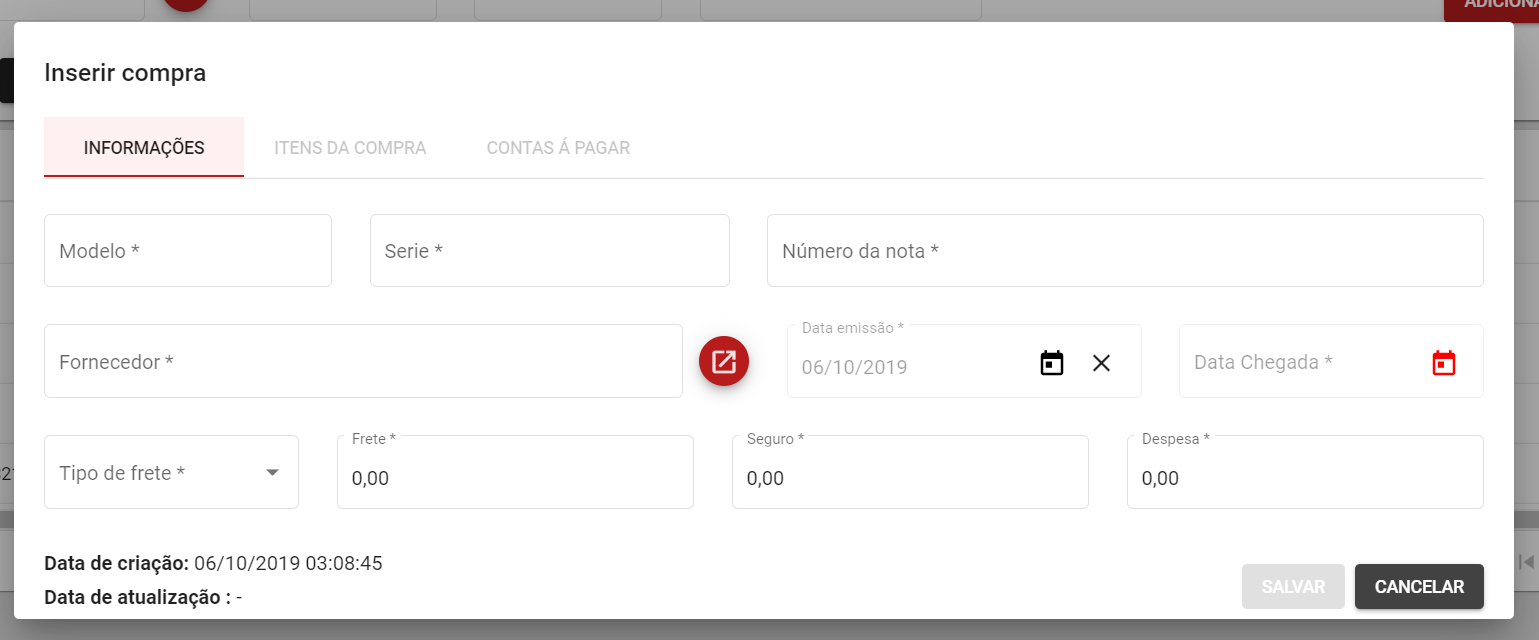 ADICIONA
Inserir compra
INFORMAÇÕES ITENS DA COMPRA CONTAS Á PAGAR
Modelo * Serie * Número da nota *
Data emissão *
Fornecedor * 06/10/2019 Data Chegada *
Frete * Seguro * Despesa *
Tipo de frete * 0,00 0,00 0,00
Data de criação: 06/10/2019 03:08:45
SALVAR CANCELAR
Data de atualização : -